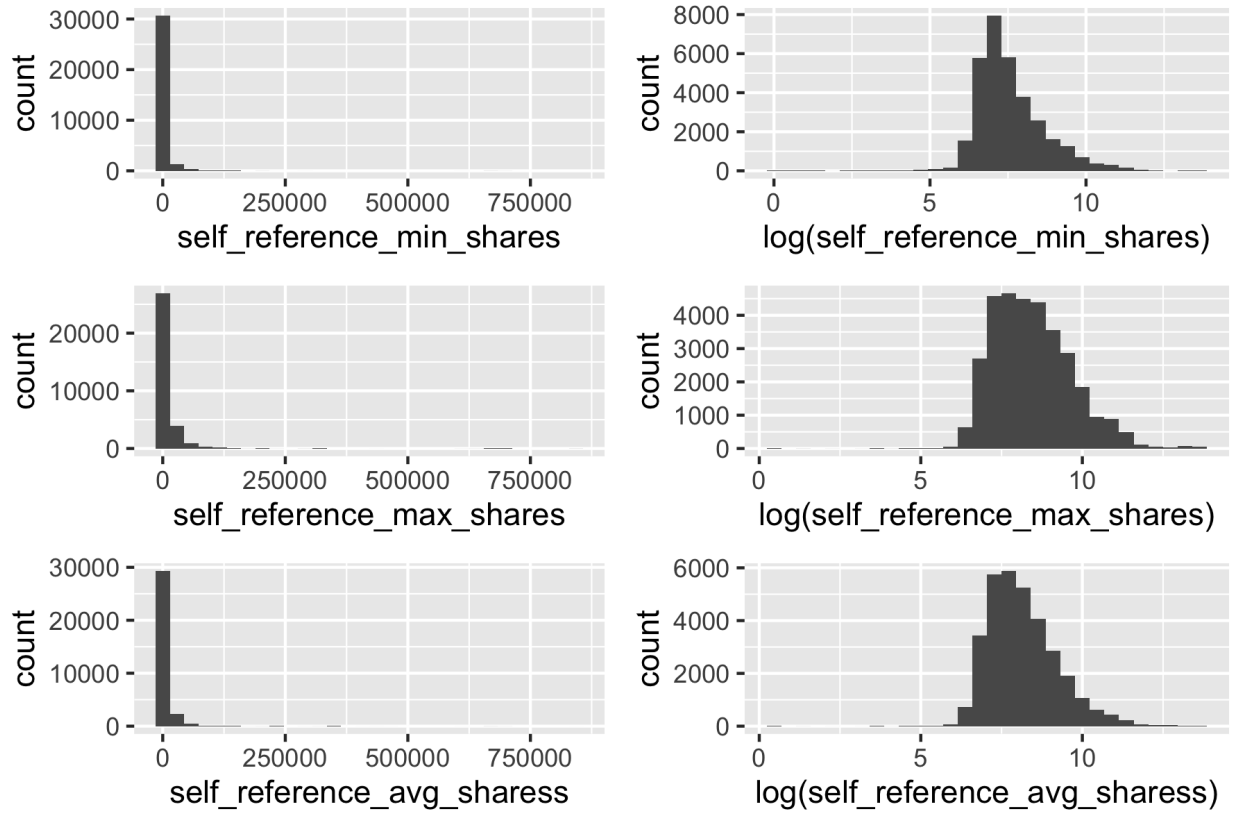 count
30000
20000
10000
0
0 250000 500000 750000
self_reference_min_shares
count
8000
6000
4000
2000
0
0 5 10
log(self_reference_min_shares)
count
20000
10000
0
0 250000 500000 750000
self_reference_max_shares
count
4000
3000
2000
1000
0
0 5 10
log(self_reference_max_shares)
count
30000
20000
10000
0
0 250000 500000 750000
self_reference_avg_sharess
count
6000
4000
2000
0
0 5 10
log(self_reference_avg_sharess)